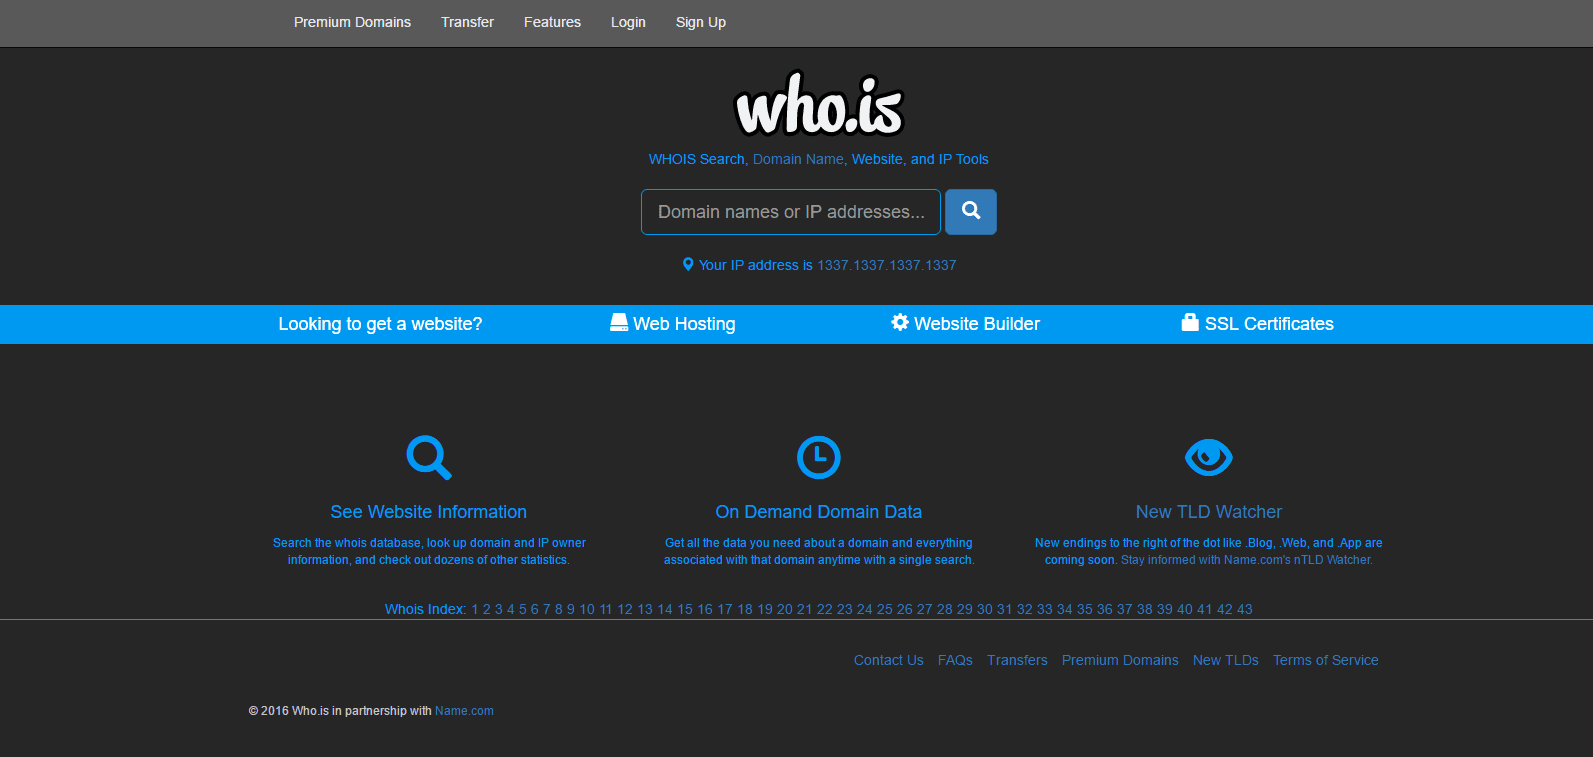 Premium Domains Transfer Features Login Sign Up
who.is
WHOIS Search, Domain Name, Website, and IP Tools
Domain names or IP addresses...
Your IP address is 1337.1337.1337.1337
Looking to get a website? Web Hosting Website Builder SSL Certificates
See Website Information
Search the whois database, look up domain and IP owner
information, and check out dozens of other statistics.
On Demand Domain Data
Get all the data you need about a domain and everything
associated with that domain anytime with a single search.
New TLD Watcher
New endings to the right of the dot like .Blog, .Web, and .App are
coming soon. Stay informed with Name.com's nTLD Watcher.
Whois Index: 1 2 3 4 5 6 7 8 9 10 11 12 13 14 15 16 17 18 19 20 21 22 23 24 25 26 27 28 29 30 31 32 33 34 35 36 37 38 39 40 41 42 43
Contact Us FAQs Transfers Premium Domains New TLDs Terms of Service
© 2016 Who.is in partnership with Name.com